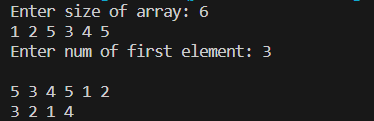 Enter size of array: 6
1 2 5 3 4 5
Enter num of first element: 3
5 3 4 5 1 2
3 2 1 4